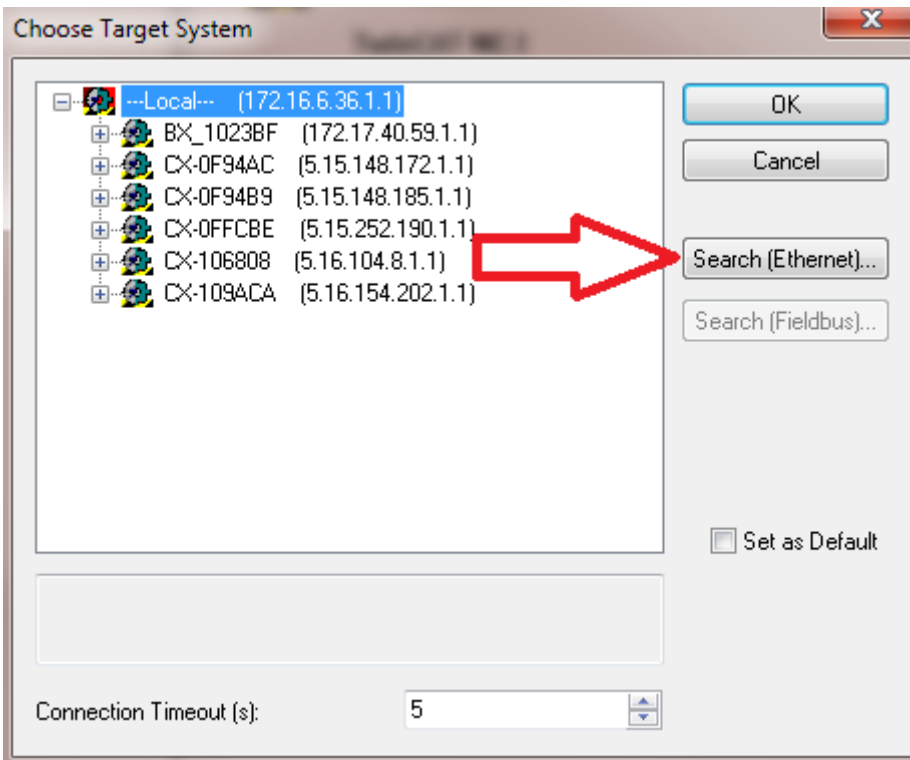 Choose Target System
---Local--- (172.16.6.36.1.1)
BX_1023BF (172.17.40.59.1.1)
CX-0F94AC (5.15.148.172.1.1)
CX-0F94B9 (5.15.148.185.1.1)
CX-0FFCBE (5.15.252.190.1.1)
CX-106808 (5.16.104.8.1.1)
CX-109ACA (5.16.154.202.1.1)
OK
Cancel
Search (Ethernet)...
Search (Fieldbus)...
Set as Default
Connection Timeout (s):
5